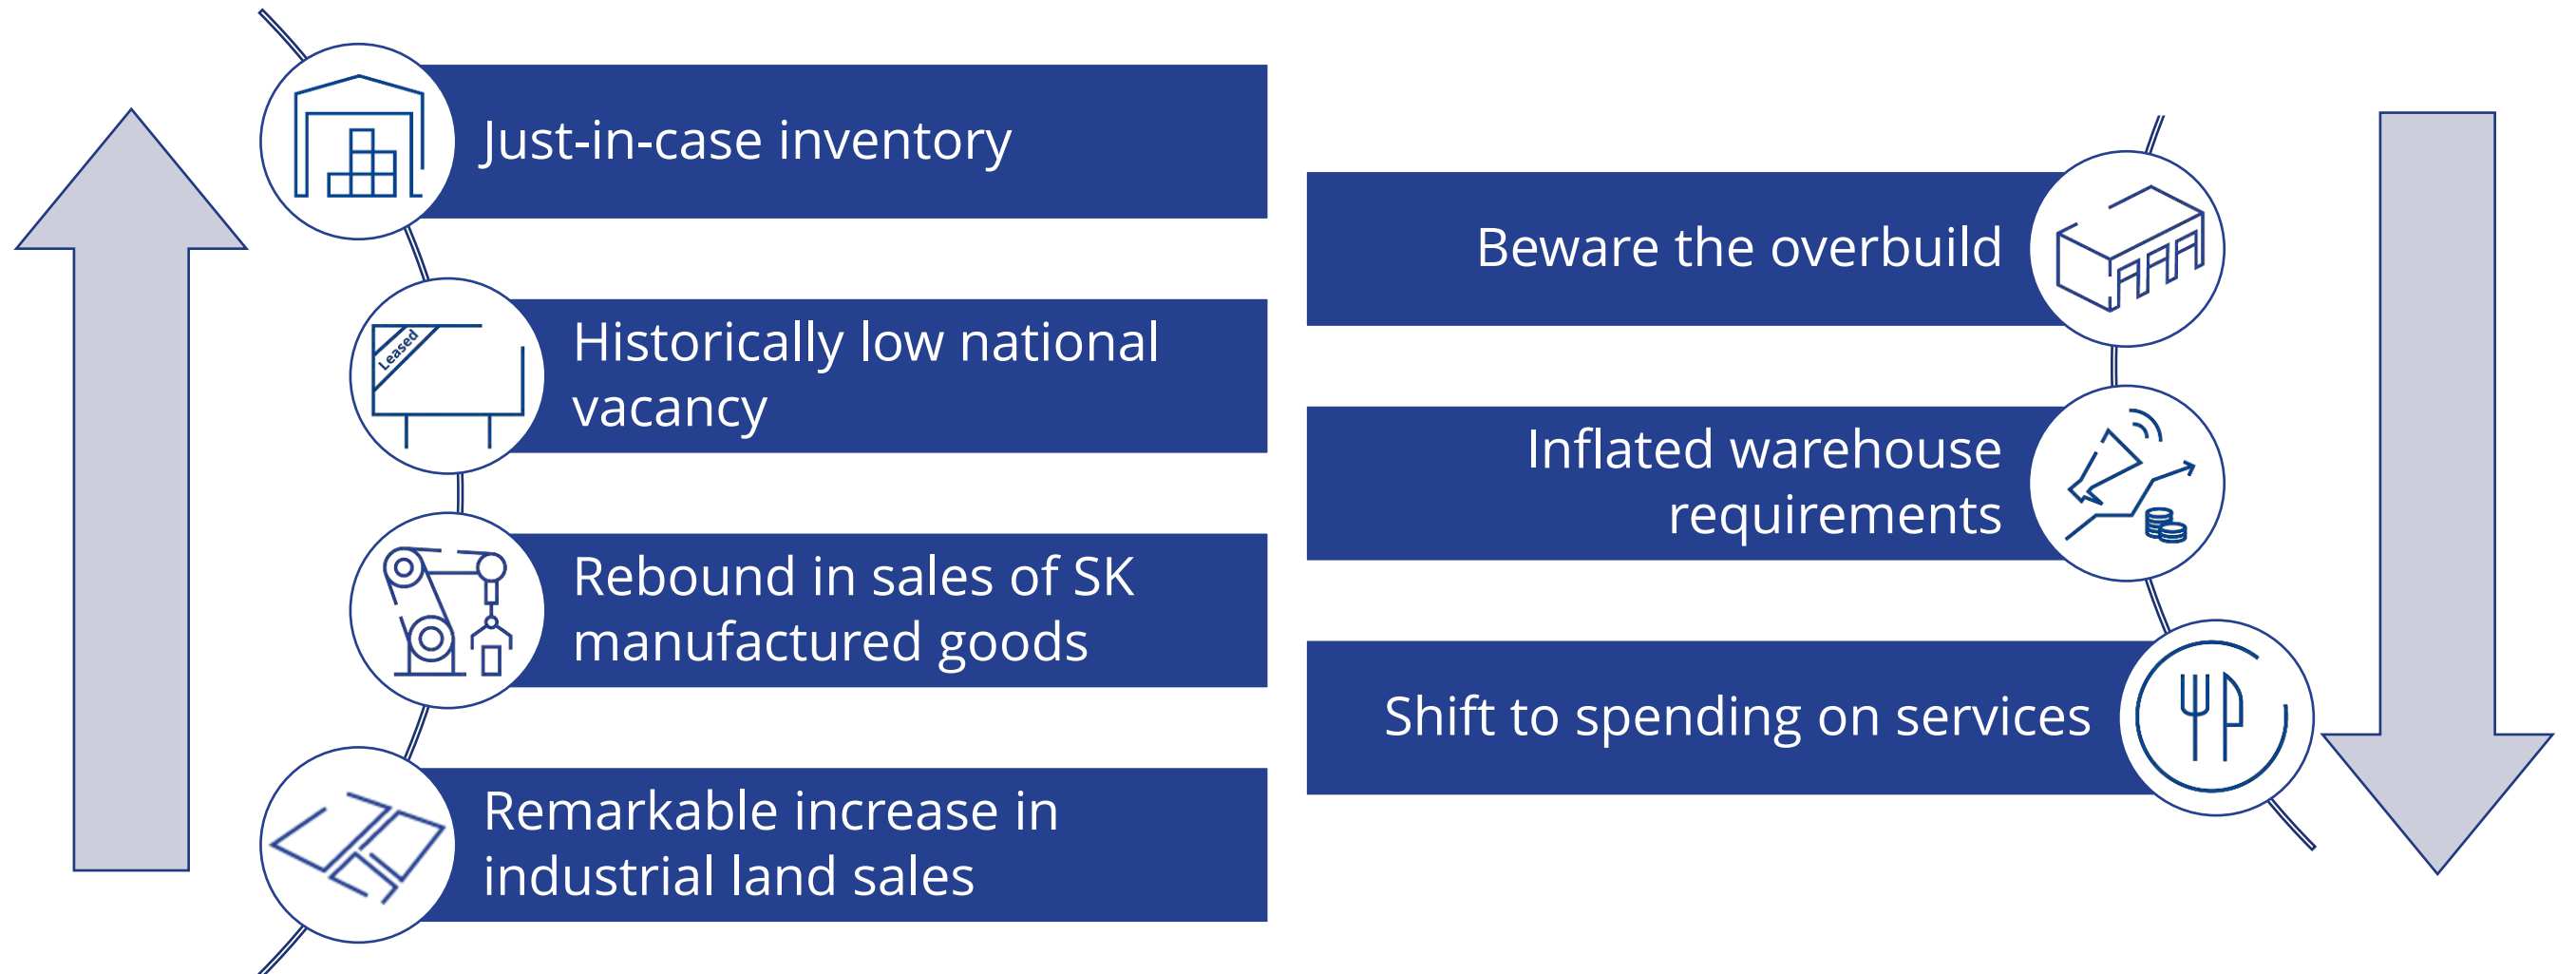 Just-in-case inventory
Leased
Historically low national
vacancy
Rebound in sales of SK
manufactured goods
Remarkable increase in
industrial land sales
Beware the overbuild
Inflated warehouse
requirements
Shift to spending on services